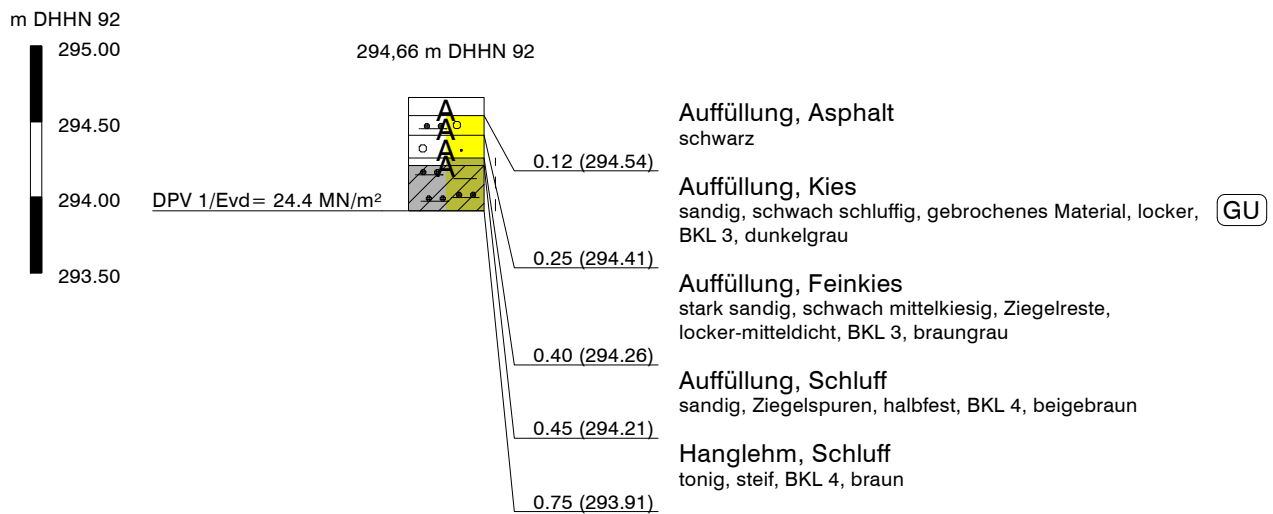 m DHHN 92
295.00
294,66 m DHHN 92
294.50
294.00
293.50
A
A
A
A
DPV 1/Evd= 24.4 MN/m²
Auffüllung, Asphalt
schwarz
0.12 (294.54)
Auffüllung, Kies
sandig, schwach schluffig, gebrochenes Material, locker,
BKL 3, dunkelgrau
GU
0.25 (294.41)
Auffüllung, Feinkies
stark sandig, schwach mittelkiesig, Ziegelreste,
locker-mitteldicht, BKL 3, braungrau
0.40 (294.26)
Auffüllung, Schluff
sandig, Ziegelspuren, halbfest, BKL 4, beigebraun
0.45 (294.21)
Hanglehm, Schluff
tonig, steif, BKL 4, braun
0.75 (293.91)